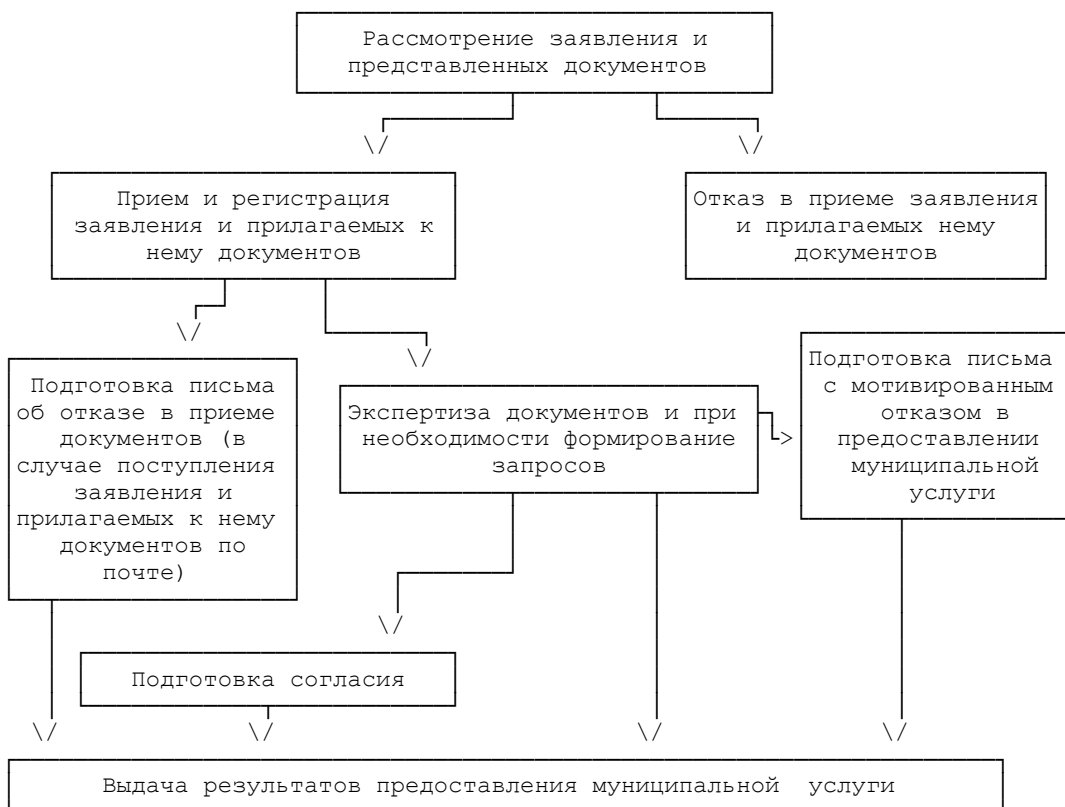 Рассмотрение заявления и
представленных документов
Прием и регистрация
заявления и прилагаемых к
нему документов
Отказ в приеме заявления
и прилагаемых нему
документов
Подготовка письма
об отказе в приеме
документов (в
случае поступления
заявления и
прилагаемых к нему
документов по
почте)
Экспертиза документов и при
необходимости формирование
запросов
Подготовка письма
с мотивированным
отказом в
предоставлении
муниципальной
услуги
Подготовка согласия
Выдача результатов предоставления муниципальной услуги